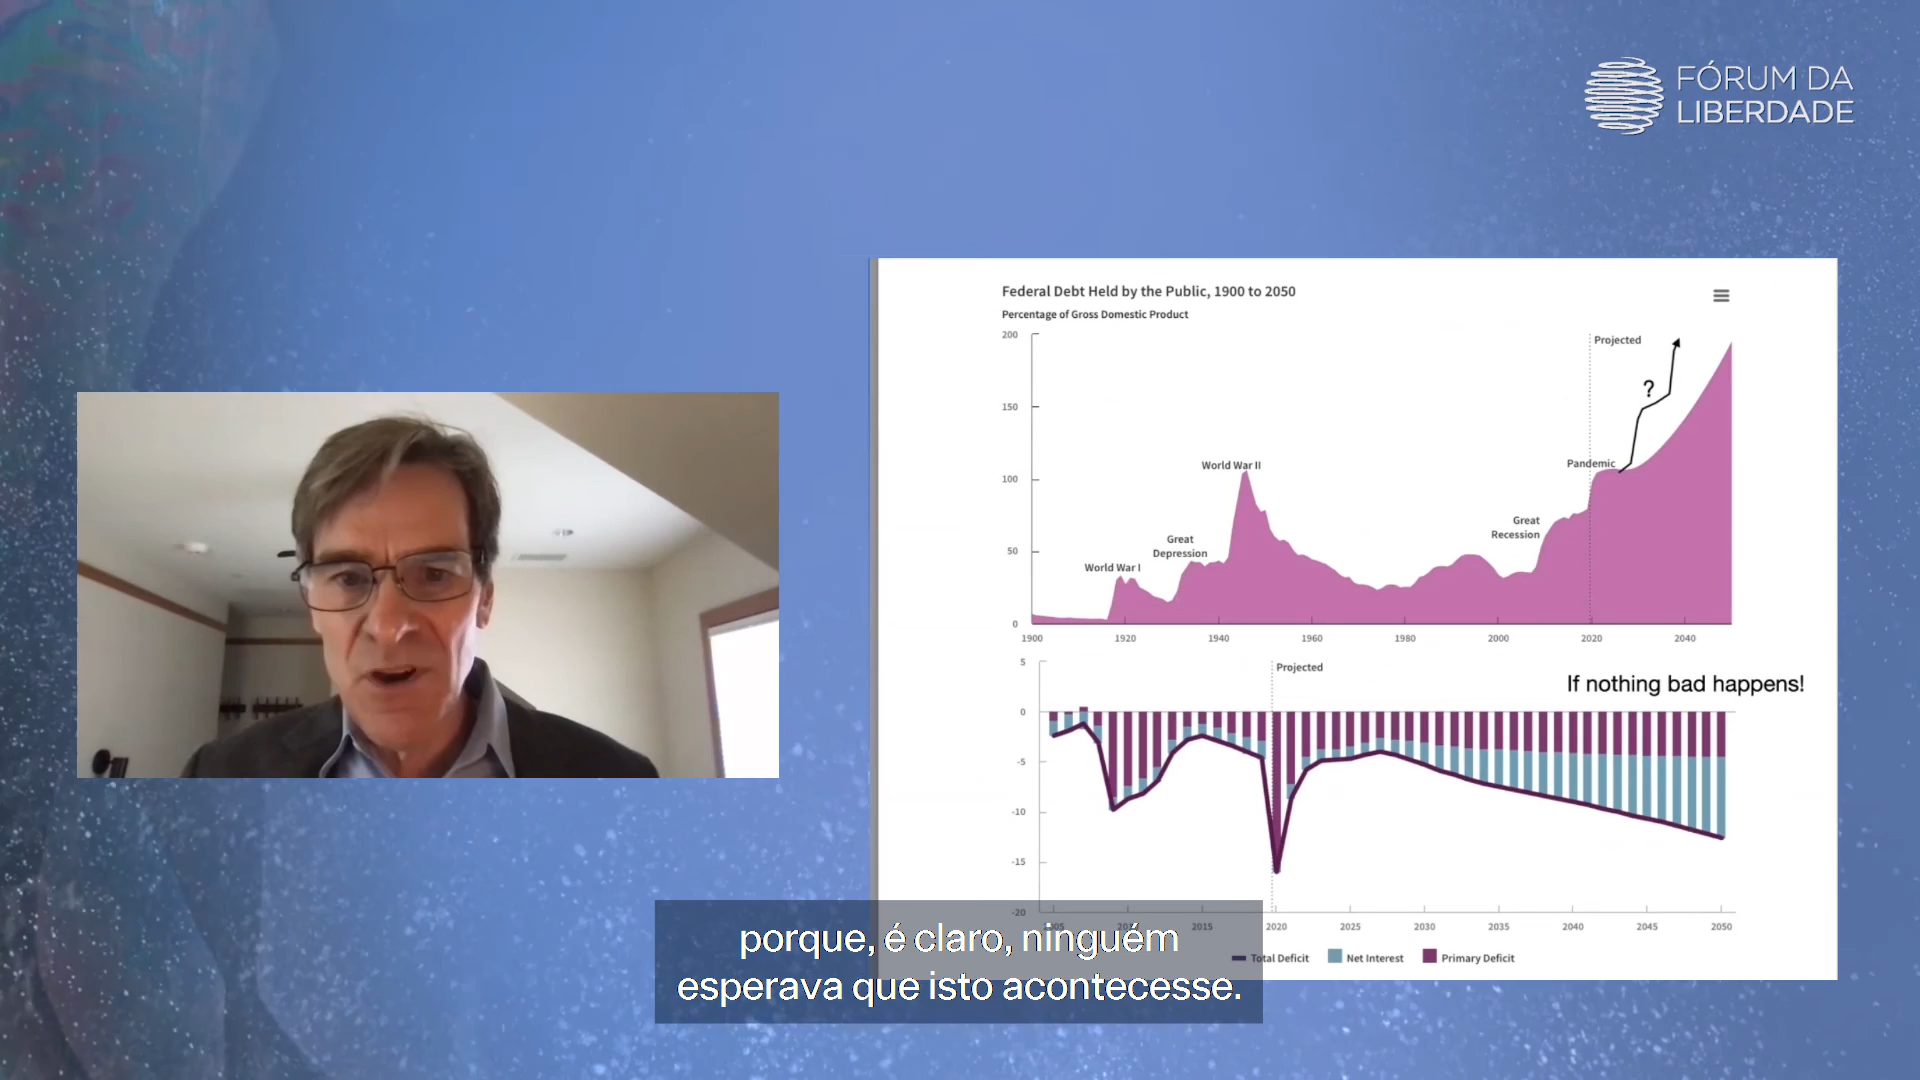 FÓRUM DA
LIBERDADE
Federal Debt Held by the Public, 1900 to 2050
Percentage of Gross Domestic Product
200
150
100
50
0
Projected
?
Pandemic
World War II
Great
Recession
Great
Depression
World War I
1900 1920 1940 1960 1980 2000 2020 2040
If nothing bad happens!
Projected
5
0
-5
-10
-15
-20
2015 2020 2025 2030 2035 2040 2045 2050
Total Deficit Net Interest Primary Deficit
porque, é claro, ninguém
esperava que isto acontecesse.